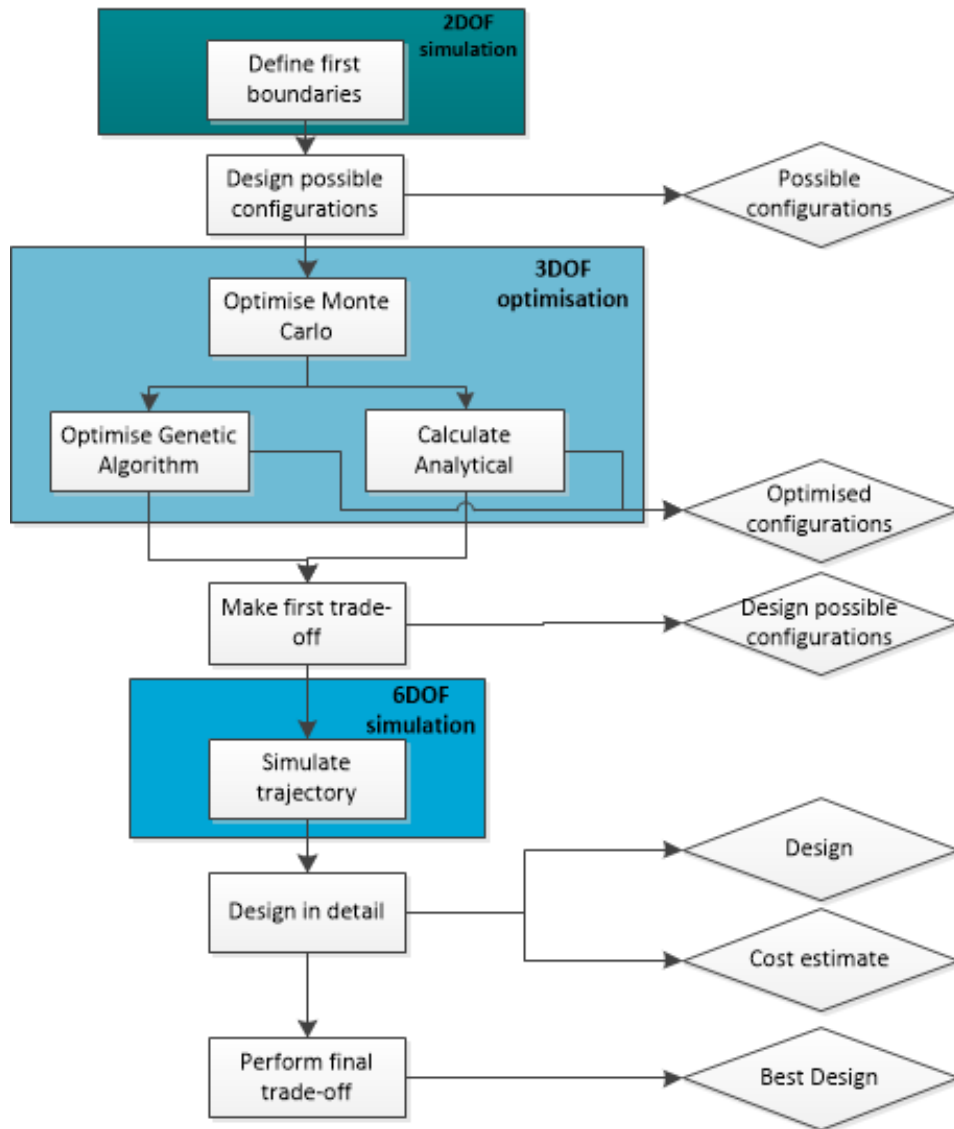 2DOF
simulation
Define first
boundaries
Design possible
configurations
Possible
configurations
3DOF
optimisation
Optimise Monte
Carlo
Optimise Genetic
Algorithm
Calculate
Analytical
Optimised
configurations
Make first trade-
off
Design possible
configurations
6DOF
simulation
Simulate
trajectory
Design
Design in detail
Cost estimate
Perform final
trade-off
Best Design